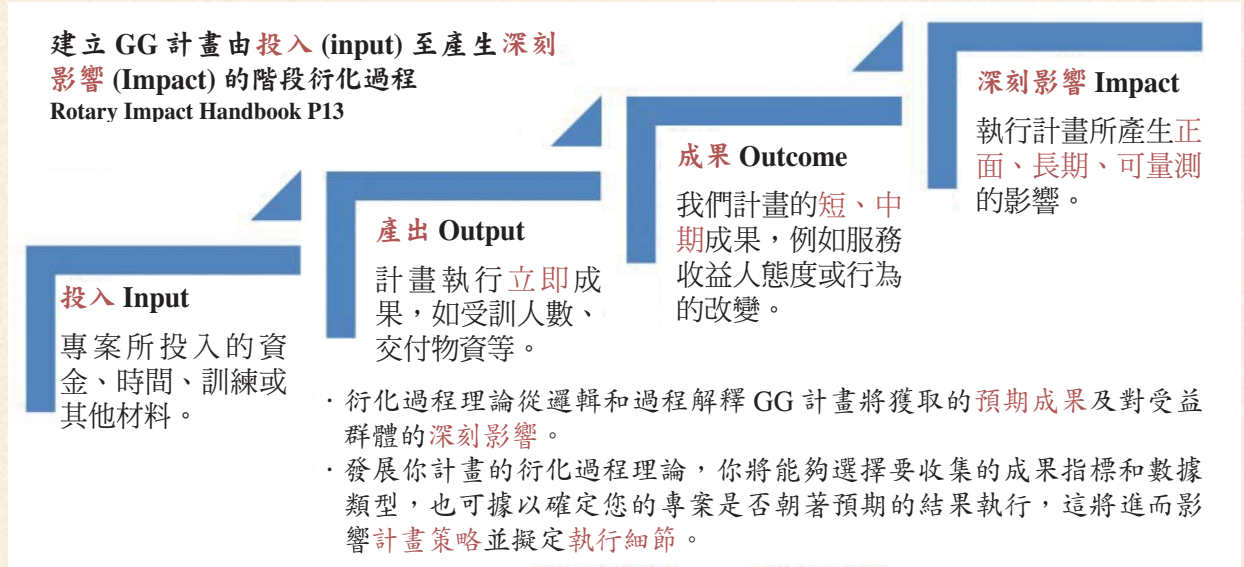 建立 GG 計畫由投入 (input) 至產生深刻
影響 (Impact) 的階段衍化過程
Rotary Impact Handbook P13
投入 Input
專案所投入的資
金、時間、訓練或
其他材料。
產出 Output
計畫執行立即成
果，如受訓人數、
交付物資等。
成果 Outcome
我們計畫的短、中
期成果，例如服務
收益人態度或行為
的改變。
深刻影響 Impact
執行計畫所產生正
面、長期、可量測
的影響。
· 衍化過程理論從邏輯和過程解釋 GG 計畫將獲取的預期成果及對受益
群體的深刻影響。
· 發展你計畫的衍化過程理論，你將能夠選擇要收集的成果指標和數據
類型，也可據以確定您的專案是否朝著預期的結果執行，這將進而影
響計畫策略並擬定執行細節。